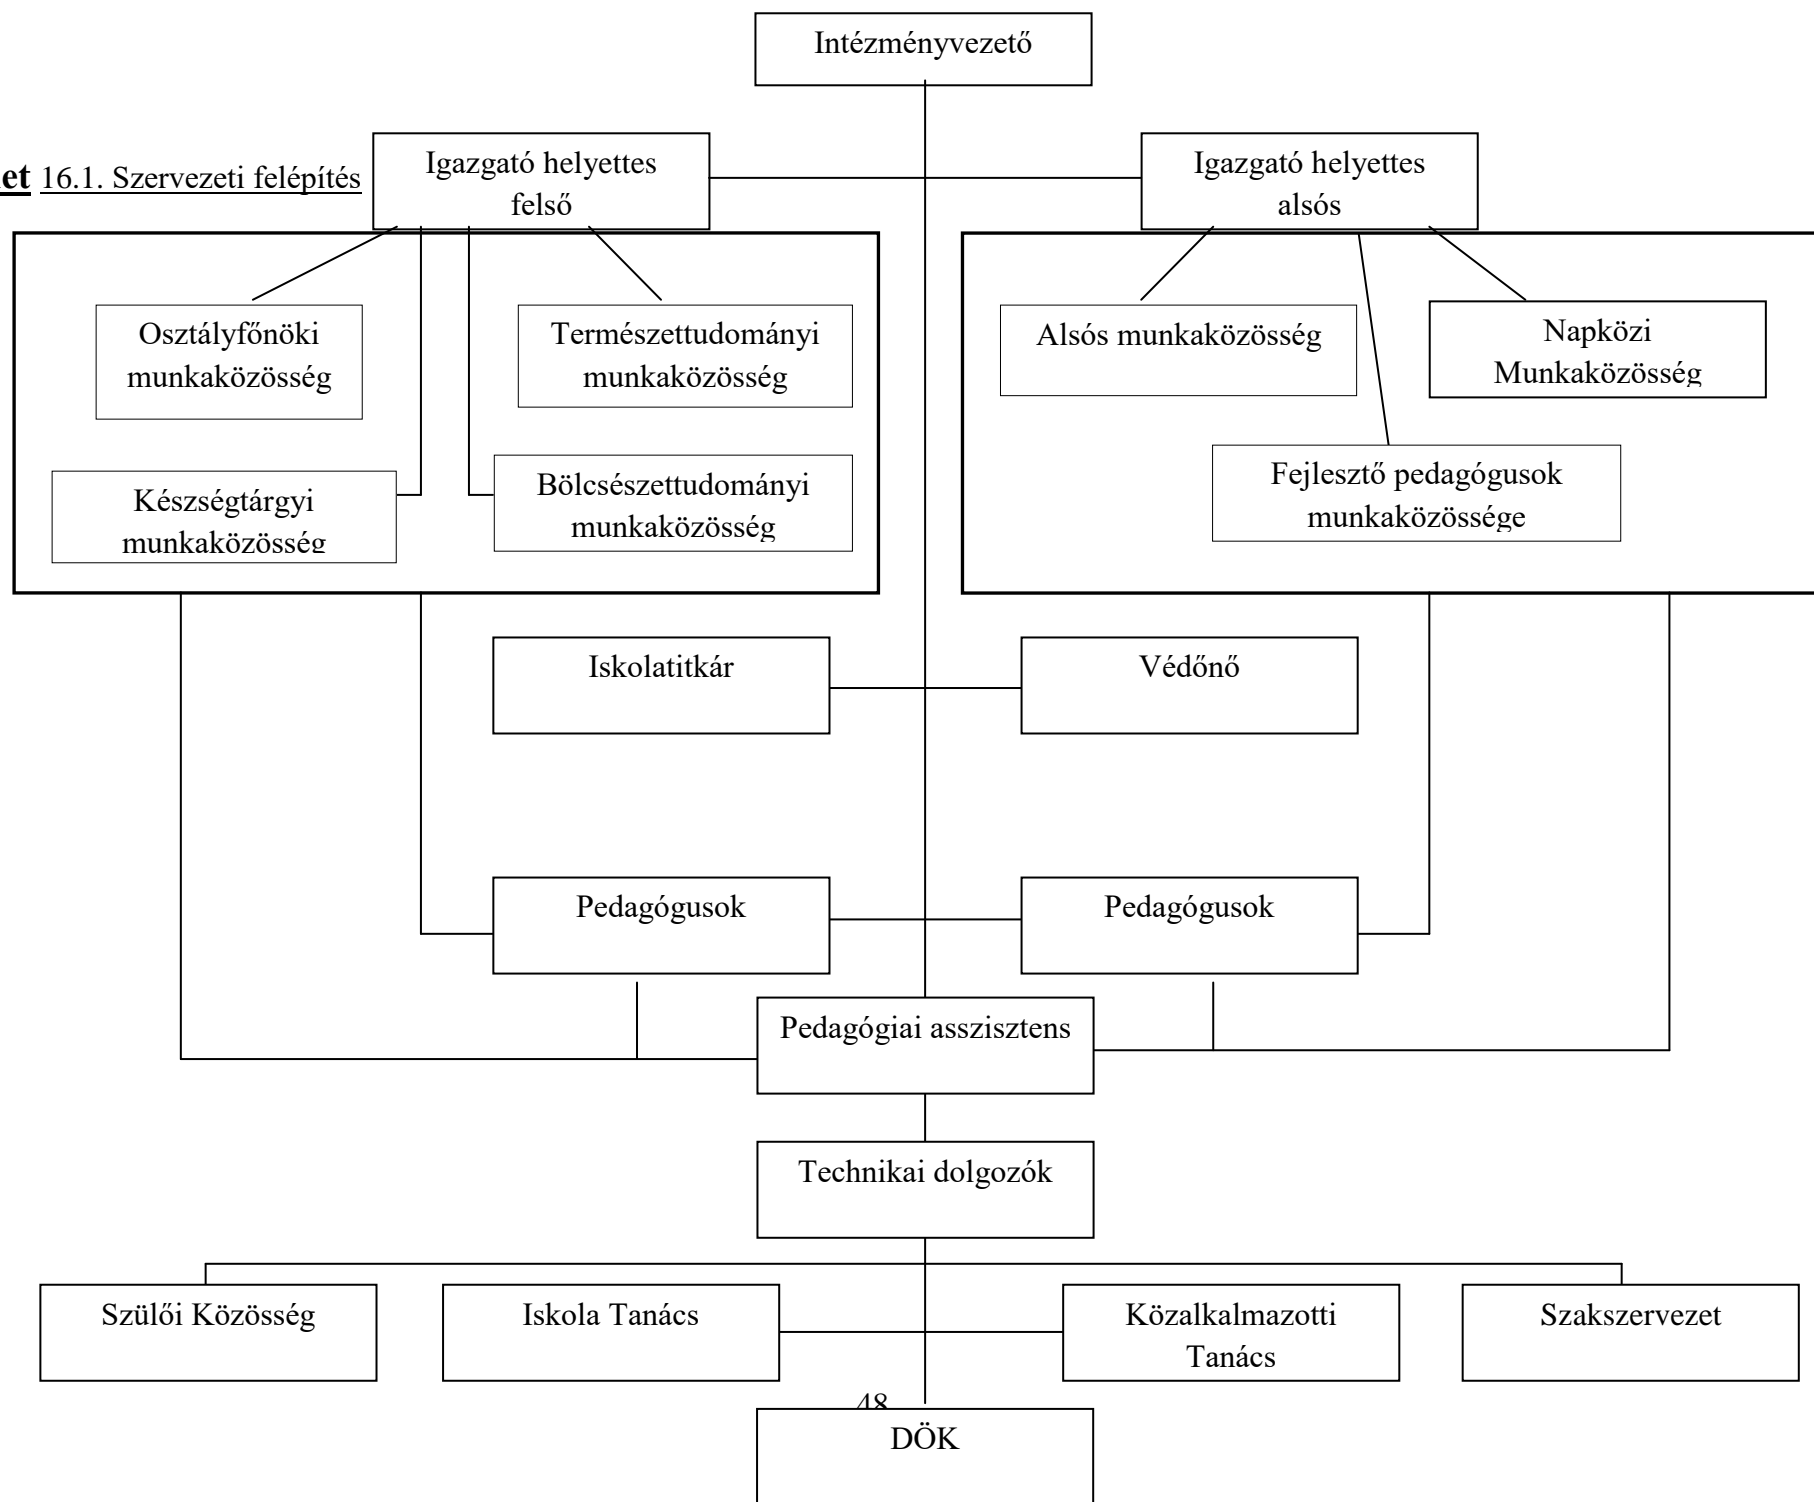 Intézményvezető
et 16.1. Szervezeti felépítés
Igazgató helyettes
felső
Igazgató helyettes
alsós
Osztályfőnöki
munkaközösség
Természettudományi
munkaközösség
Alsós munkaközösség
Napközi
Munkaközösség
Készségtárgyi
munkaközösség
Bölcsészettudományi
munkaközösség
Fejlesztő pedagógusok
munkaközössége
Iskolatitkár
Védőnő
Pedagógusok
Pedagógusok
Pedagógiai asszisztens
Technikai dolgozók
Szülői Közösség
Iskola Tanács
Közalkalmazotti
Tanács
Szakszervezet
48
DÖK